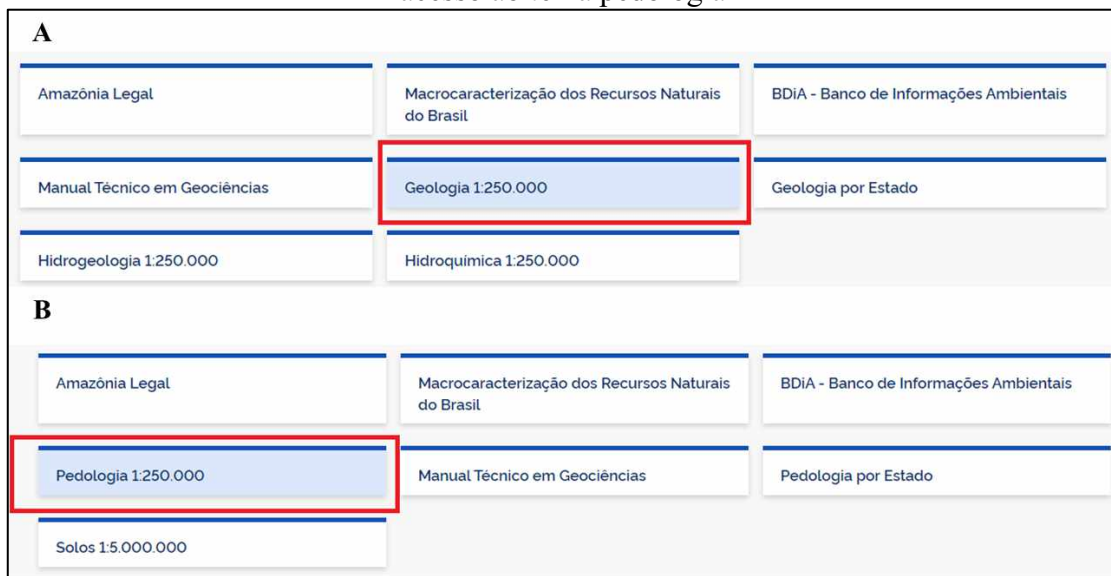 A
Amazônia Legal
Macrocaracterização dos Recursos Naturais
do Brasil
BDiA - Banco de Informações Ambientais
Manual Técnico em Geociências
Geologia 1:250.000
Geologia por Estado
Hidrogeologia 1:250.000
Hidroquímica 1:250.000
B
Amazônia Legal
Macrocaracterização dos Recursos Naturais
do Brasil
BDiA - Banco de Informações Ambientais
Pedologia 1:250.000
Manual Técnico em Geociências
Pedologia por Estado
Solos 1:5.000.000